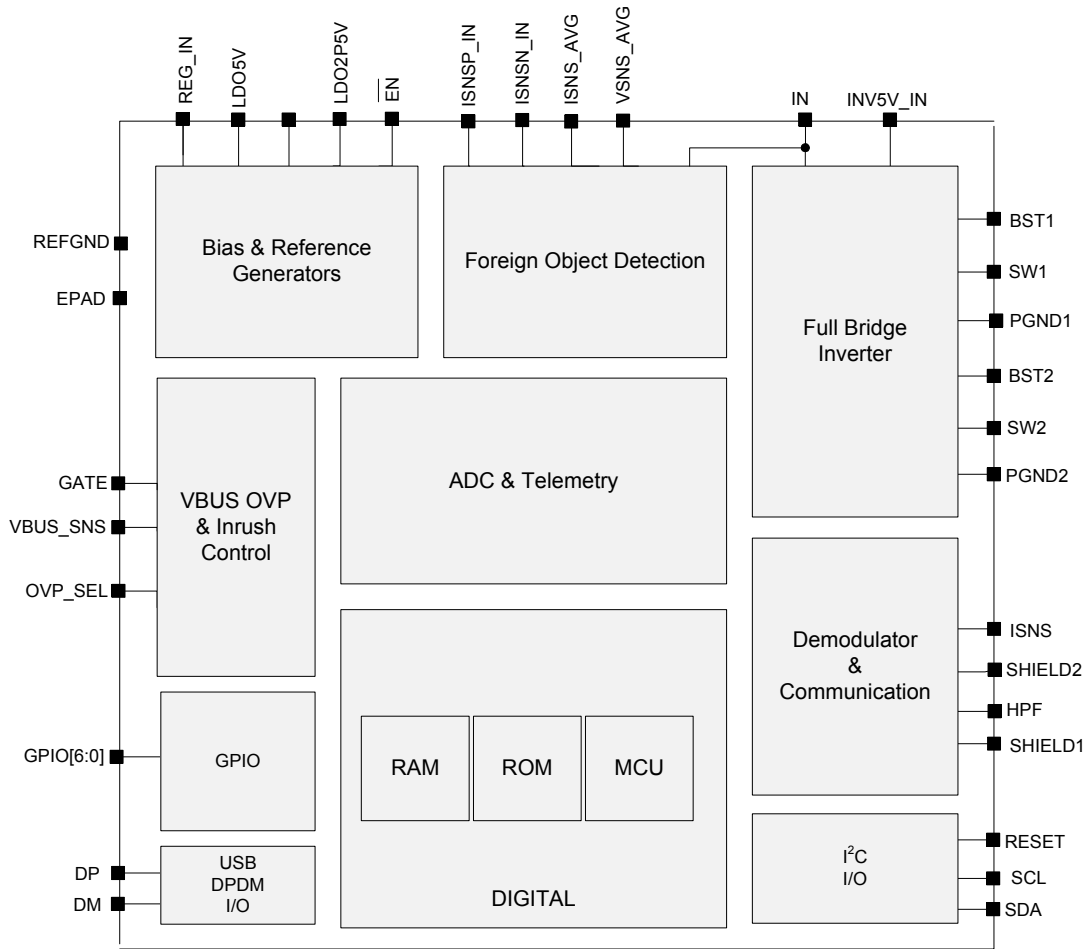 REG_IN
LDO5V
LDO2P5V
EN
ISNSP_IN
ISNSN_IN
ISNS_AVG
VSNS_AVG
IN
INV5V_IN
REFGND
EPAD
Bias & Reference
Generators
Foreign Object Detection
Full Bridge
Inverter
BST1
SW1
PGND1
BST2
SW2
PGND2
GATE
VBUS_SNS
OVP_SEL
VBUS OVP
& Inrush
Control
ADC & Telemetry
Demodulator
&
Communication
ISNS
SHIELD2
HPF
SHIELD1
GPIO[6:0]
GPIO
RAM
ROM
MCU
DIGITAL
DP
DM
USB
DPDM
I/O
I²C
I/O
RESET
SCL
SDA